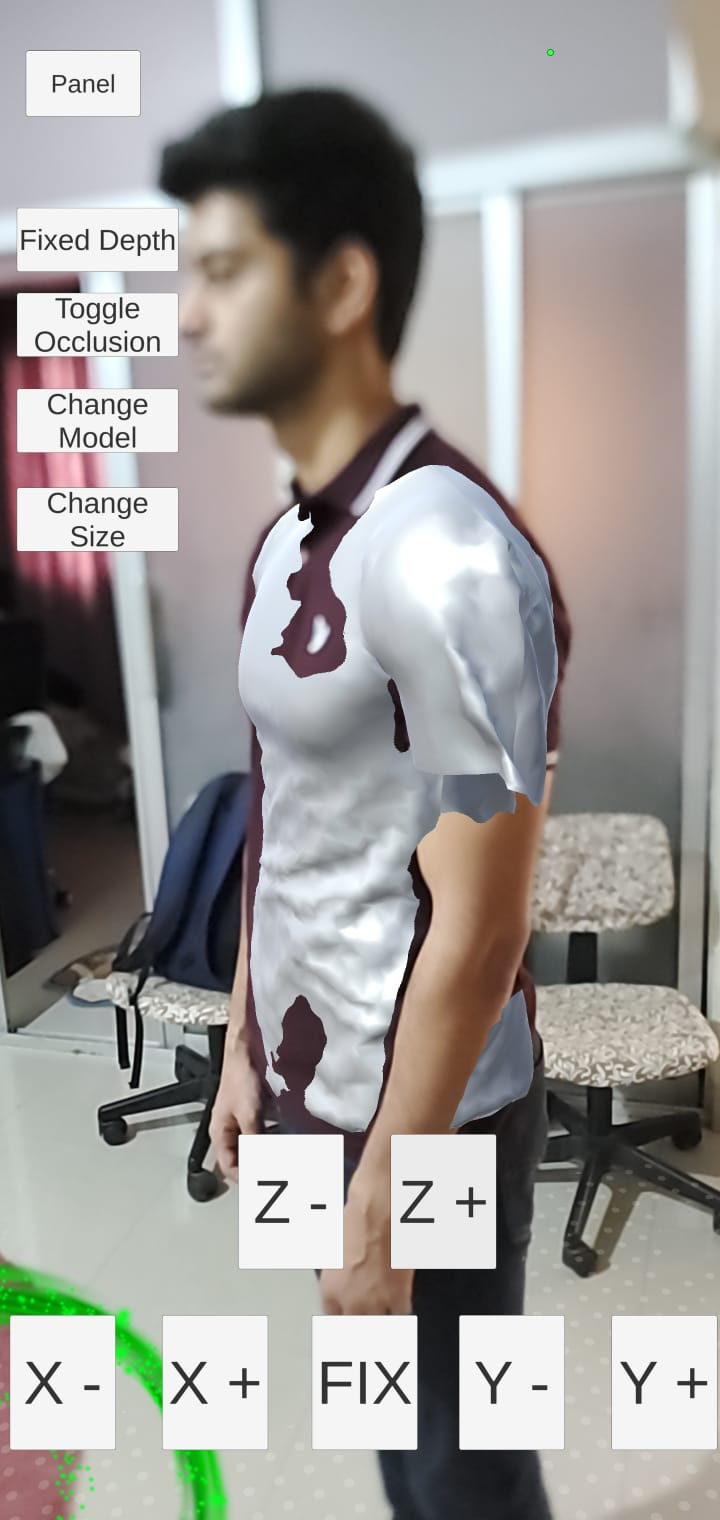 Panel
Fixed Depth
Toggle
Occlusion
Change
Model
Change
Size
Z - Z +
X - X + FIX Y - Y +